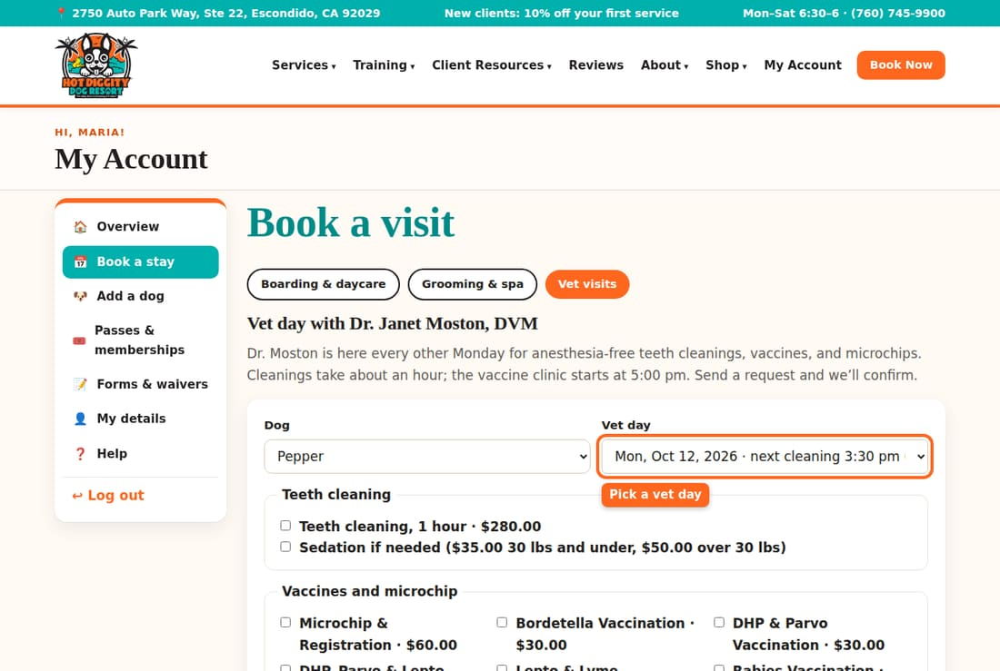 📍 2750 Auto Park Way, Ste 22, Escondido, CA 92029
New clients: 10% off your first service
Mon–Sat 6:30–6 · (760) 745-9900
HOT DIGGITY
DOG RESORT
Services ▾
Training ▾
Client Resources ▾
Reviews
About ▾
Shop ▾
My Account
Book Now
HI, MARIA!
My Account
🏠 Overview
📅 Book a stay
🐶 Add a dog
🎟️ Passes &
memberships
📝 Forms & waivers
👤 My details
❓ Help
↩ Log out
Book a visit
Boarding & daycare
Grooming & spa
Vet visits
Vet day with Dr. Janet Moston, DVM
Dr. Moston is here every other Monday for anesthesia-free teeth cleanings, vaccines, and microchips.
Cleanings take about an hour; the vaccine clinic starts at 5:00 pm. Send a request and we’ll confirm.
Dog
Vet day
Pepper
Mon, Oct 12, 2026 · next cleaning 3:30 pm
Pick a vet day
Teeth cleaning
Teeth cleaning, 1 hour · $280.00
Sedation if needed ($35.00 30 lbs and under, $50.00 over 30 lbs)
Vaccines and microchip
Microchip &
Registration · $60.00
Bordetella Vaccination ·
$30.00
DHP & Parvo
Vaccination · $30.00
DHP, Parvo & Lepto
Lepto & Lyme
Rabies Vaccination ·